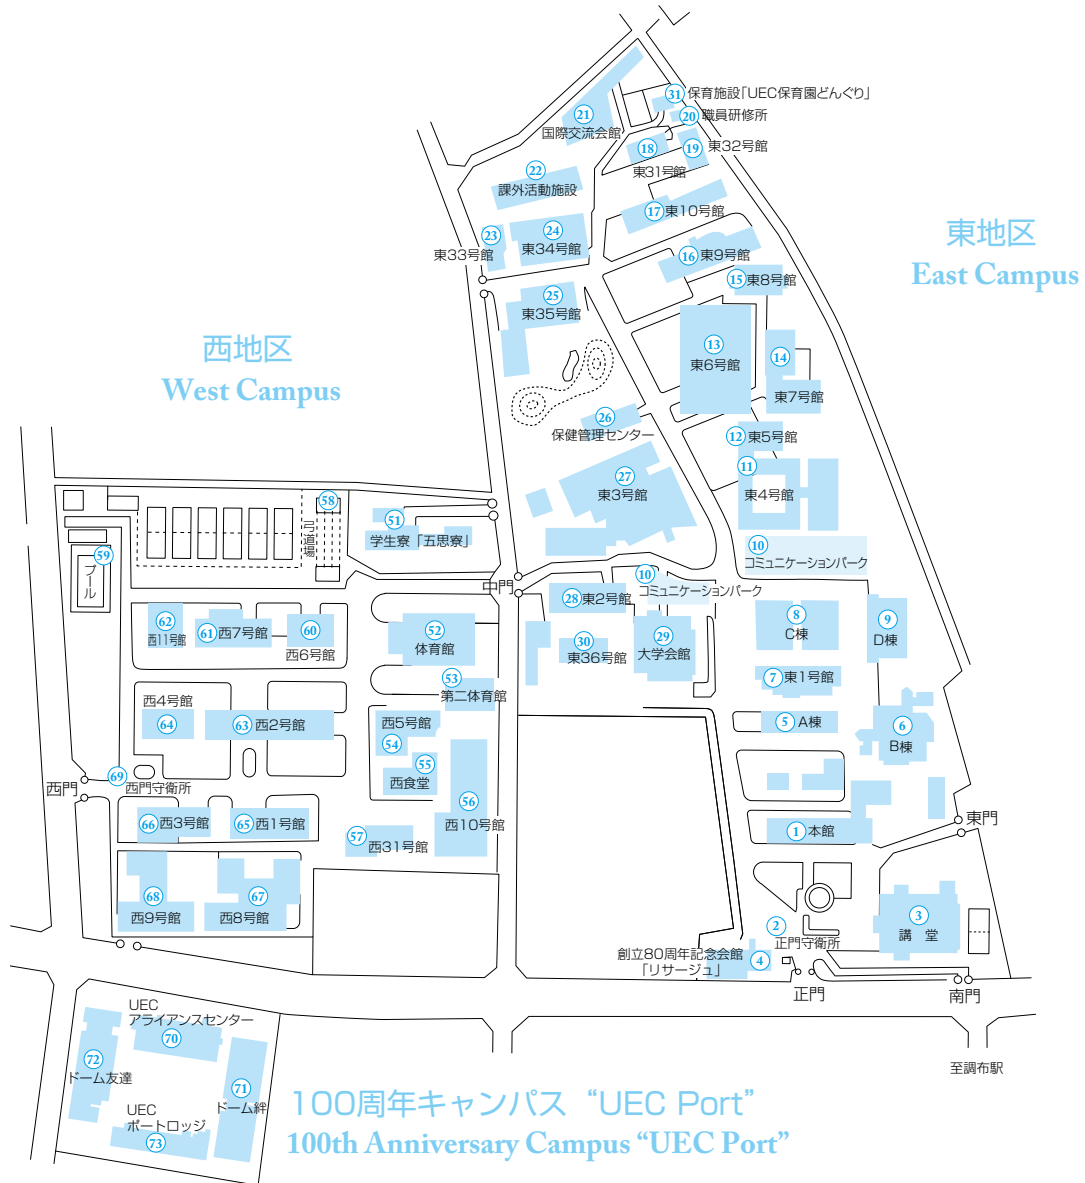 31 保育施設「UEC保育園どんぐり」
20 職員研修所
21
国際交流会館
18
東31号館
19 東32号館
22
課外活動施設
17 東10号館
23
東33号館
24
東34号館
16 東9号館
15 東8号館
東地区
East Campus
25
東35号館
13
東6号館
14
東7号館
西地区
West Campus
26
保健管理センター
12 東5号館
11
東4号館
27
東3号館
10
コミュニケーションパーク
58
弓道場
51
学生寮「五思寮」
59
プール
中門
10
コミュニケーションパーク
28 東2号館
30
東36号館
29
大学会館
8
C棟
9
D棟
62
西11号館
61 西7号館
60
西6号館
52
体育館
53
第二体育館
7 東1号館
5 A棟
6
B棟
西4号館
64
63 西2号館
西5号館
54
55
西食堂
56
西10号館
69
西門守衛所
西門
66 西3号館
65 西1号館
57
西31号館
1 本館
東門
68
西9号館
67
西8号館
3
講 堂
2
正門守衛所
創立80周年記念会館
「リサージュ」
4
正門
南門
至調布駅
UEC
アライアンスセンター
70
72
ドーム友達
71
ドーム絆
UEC
ポートロッジ
73
100周年キャンパス “UEC Port”
100th Anniversary Campus “UEC Port”